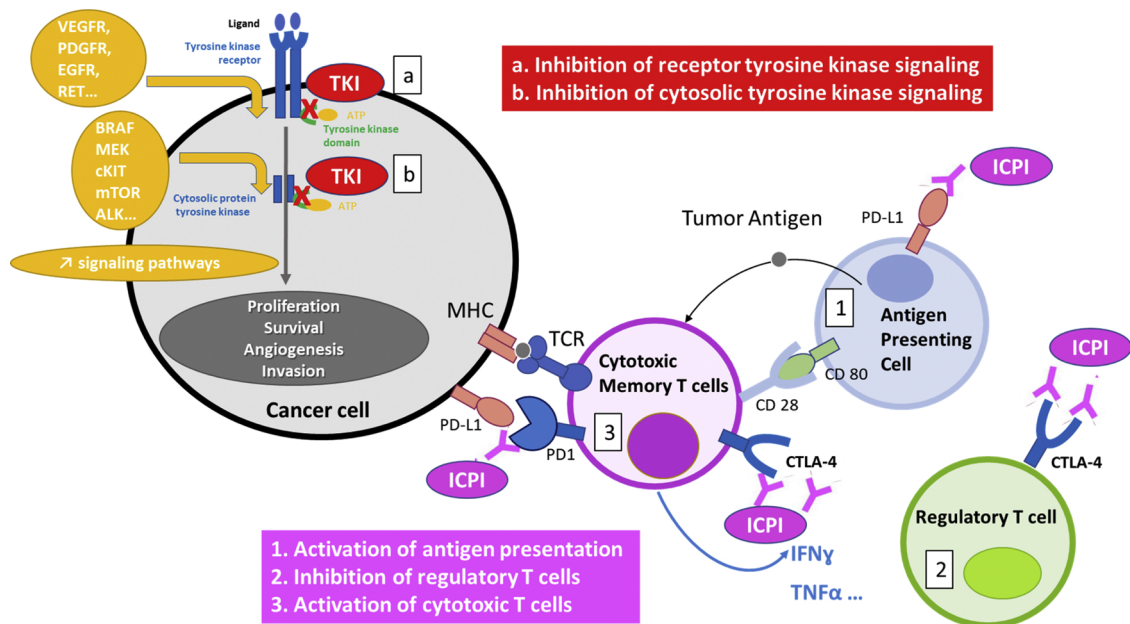 VEGFR,
PDGFR,
EGFR,
RET...
BRAF
MEK
cKIT
mTOR
ALK...
↗ signaling pathways
Ligand
Tyrosine kinase
receptor
TKI
a
X
ATP
Tyrosine kinase
domain
TKI
b
X
ATP
Cytosolic protein
tyrosine kinase
Proliferation
Survival
Angiogenesis
Invasion
Cancer cell
a. Inhibition of receptor tyrosine kinase signaling
b. Inhibition of cytosolic tyrosine kinase signaling
MHC
TCR
PD-L1
PD1
ICPI
Cytotoxic
Memory T cells
3
Tumor Antigen
PD-L1
ICPI
1
Antigen
Presenting
Cell
CD 80
CD 28
CTLA-4
ICPI
IFNɣ
TNFα ...
ICPI
CTLA-4
Regulatory T cell
2
1. Activation of antigen presentation
2. Inhibition of regulatory T cells
3. Activation of cytotoxic T cells